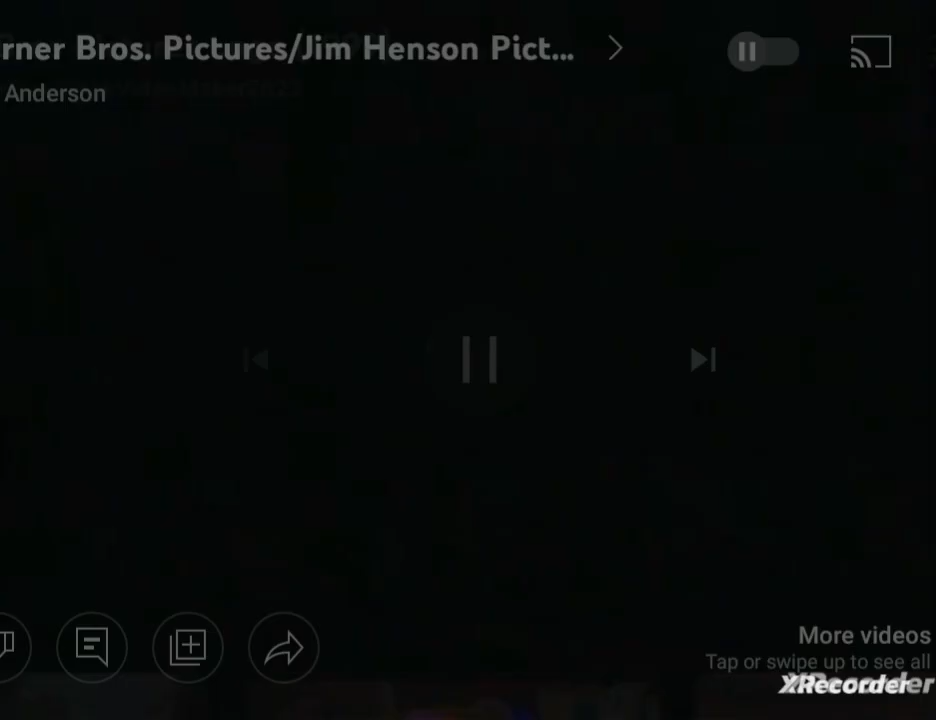 rner Bros. Pictures/Jim Henson Pict...
Anderson
More videos
Tap or swipe up to see all
XRecorder